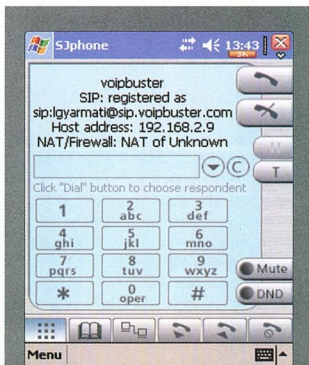 SJphone 13:43
voipbuster
SIP: registered as
sip:lgyarmati@sip.voipbuster.com
Host address: 192.168.2.9
NAT/Firewall: NAT of Unknown
C
Click "Dial" button to choose respondent
T
1 2 abc 3 def
4 ghi 5 jkl 6 mno
7 pqrs 8 tuv 9 wxyz
Mute
* 0 oper #
DND
Menu